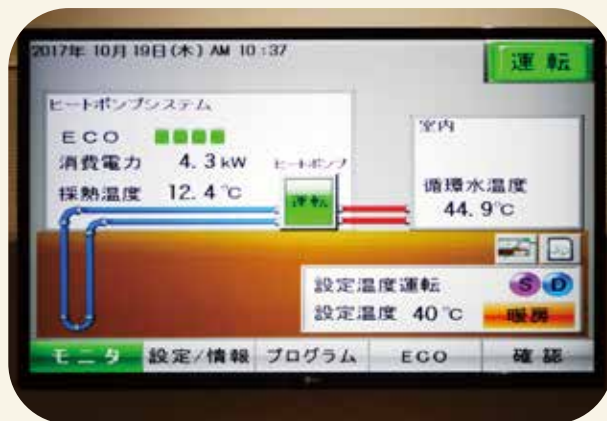 2017年 10月 19日(木) AM 10:37
運転
ヒートポンプシステム
ECO
消費電力 4.3kW
採熱温度 12.4℃
ヒートポンプ
運転
室内
循環水温度
44.9℃
設定温度運転
S D
設定温度 40℃
暖房
モニタ 設定/情報 プログラム ECO 確認